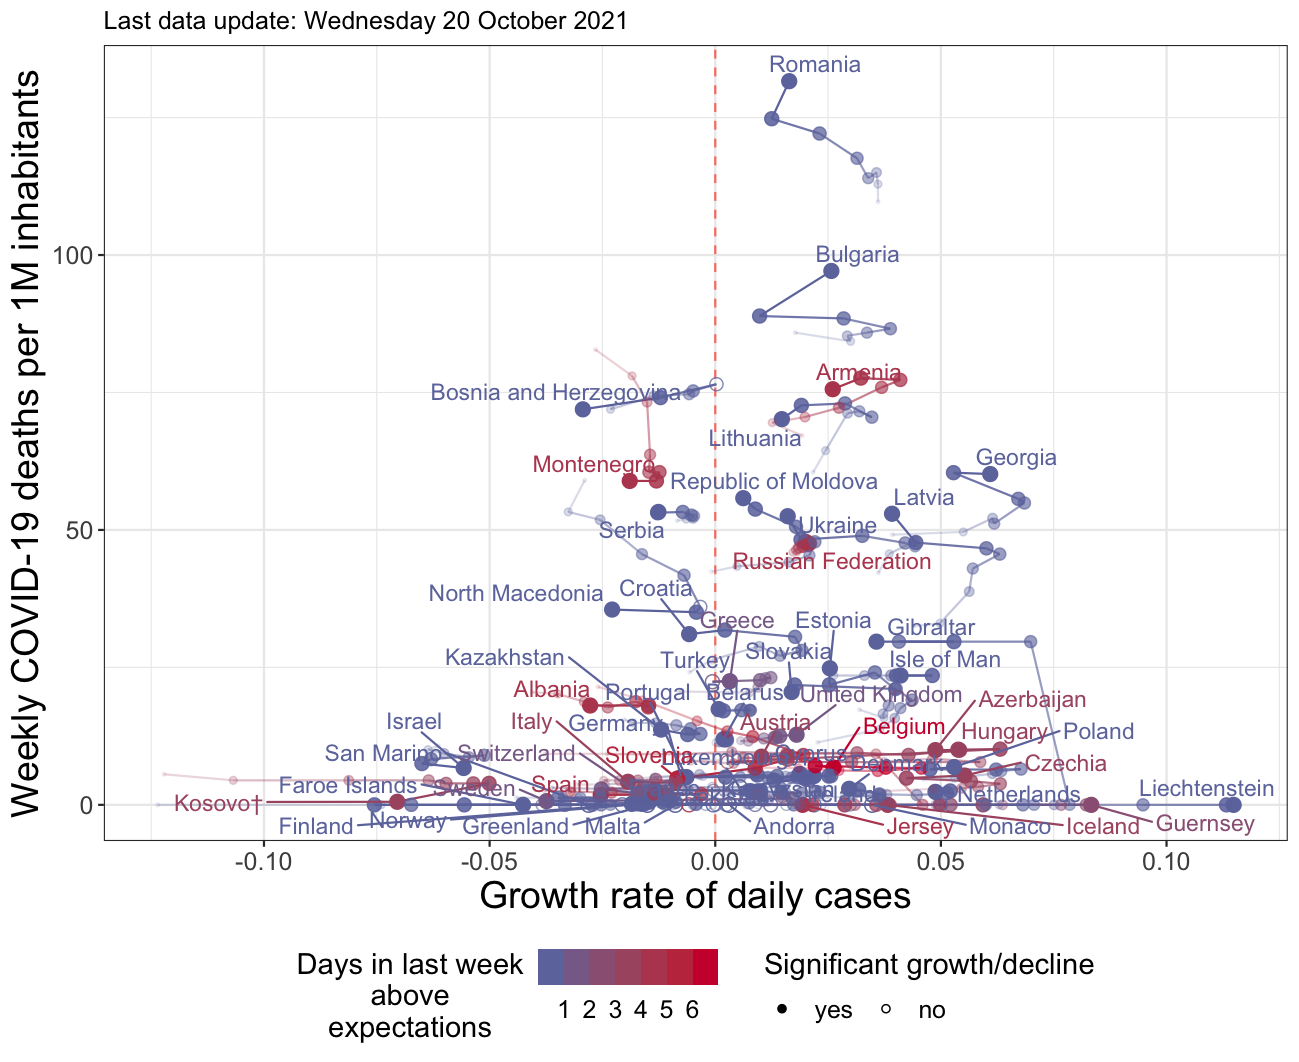 Last data update: Wednesday 20 October 2021
Weekly COVID-19 deaths per 1M inhabitants
100
50
0
Romania
Bulgaria
Armenia
Bosnia and Herzegovina
Lithuania
Georgia
Montenegro
Republic of Moldova
Latvia
Serbia
Ukraine
Russian Federation
North Macedonia
Croatia
Greece
Estonia
Gibraltar
Kazakhstan
Turkey
Slovakia
Isle of Man
Albania
Portugal
Belarus
United Kingdom
Azerbaijan
Israel
Italy
Germany
Austria
Belgium
Hungary
Poland
San Marino
Switzerland
Slovenia
Luxembourg
Cyprus
Denmark
Czechia
Faroe Islands
Sweden
Spain
Netherlands
Liechtenstein
Kosovo†
Finland
Norway
Greenland
Malta
Andorra
Jersey
Monaco
Iceland
Guernsey
-0.10
-0.05
0.00
0.05
0.10
Growth rate of daily cases
Days in last week
above
expectations
1 2 3 4 5 6
Significant growth/decline
yes
no